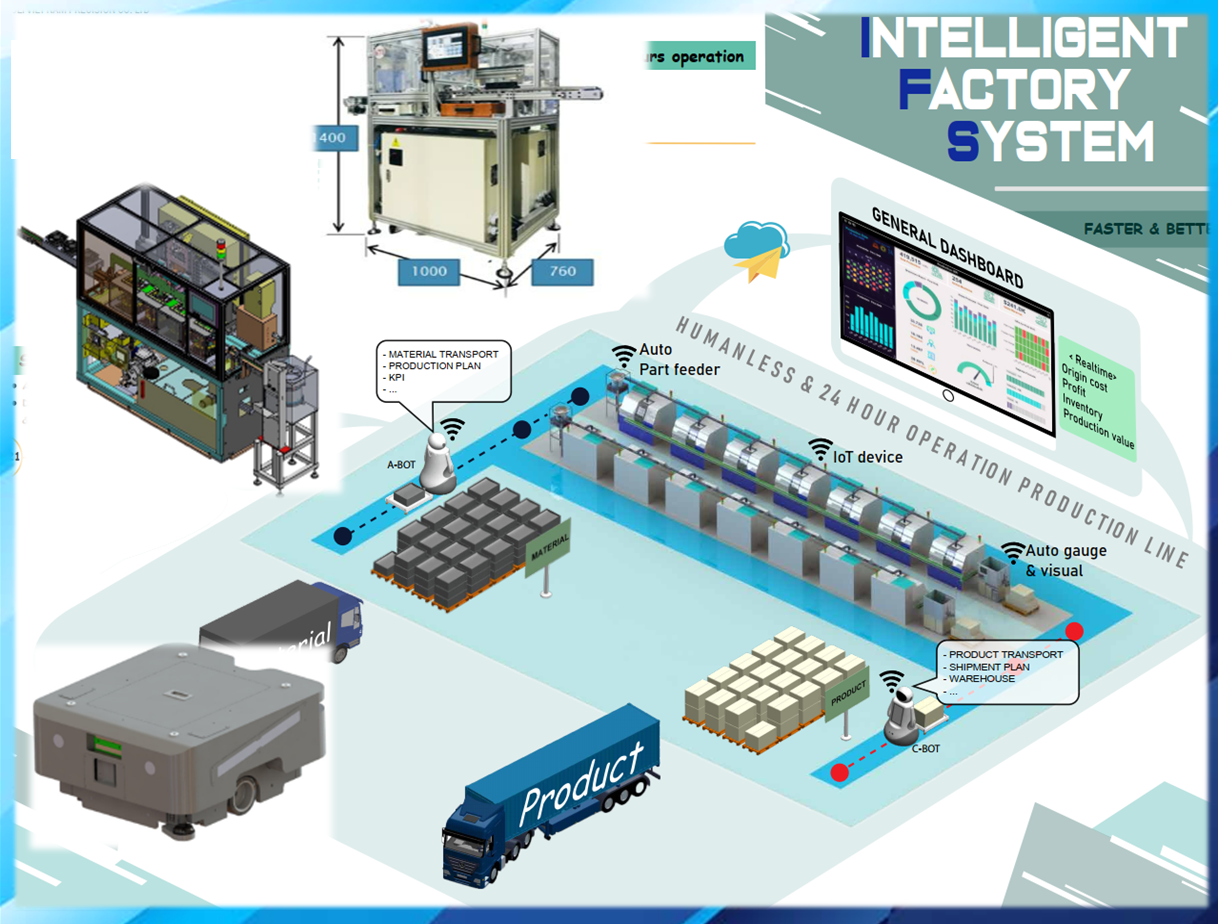 INTELLIGENT
FACTORY
SYSTEM
rs operation
FASTER & BETTE
400
1000
760
GENERAL DASHBOARD
< Realtime>
Origin cost
Profit
Inventory
Production value
HUMANLESS & 24 HOUR OPERATION PRODUCTION LINE
Auto
Part feeder
- MATERIAL TRANSPORT
- PRODUCTION PLAN
- KPI
- ...
A-BOT
IoT device
MATERIAL
Auto gauge
& visual
erial
- PRODUCT TRANSPORT
- SHIPMENT PLAN
- WAREHOUSE
- ...
PRODUCT
C-BOT
Product